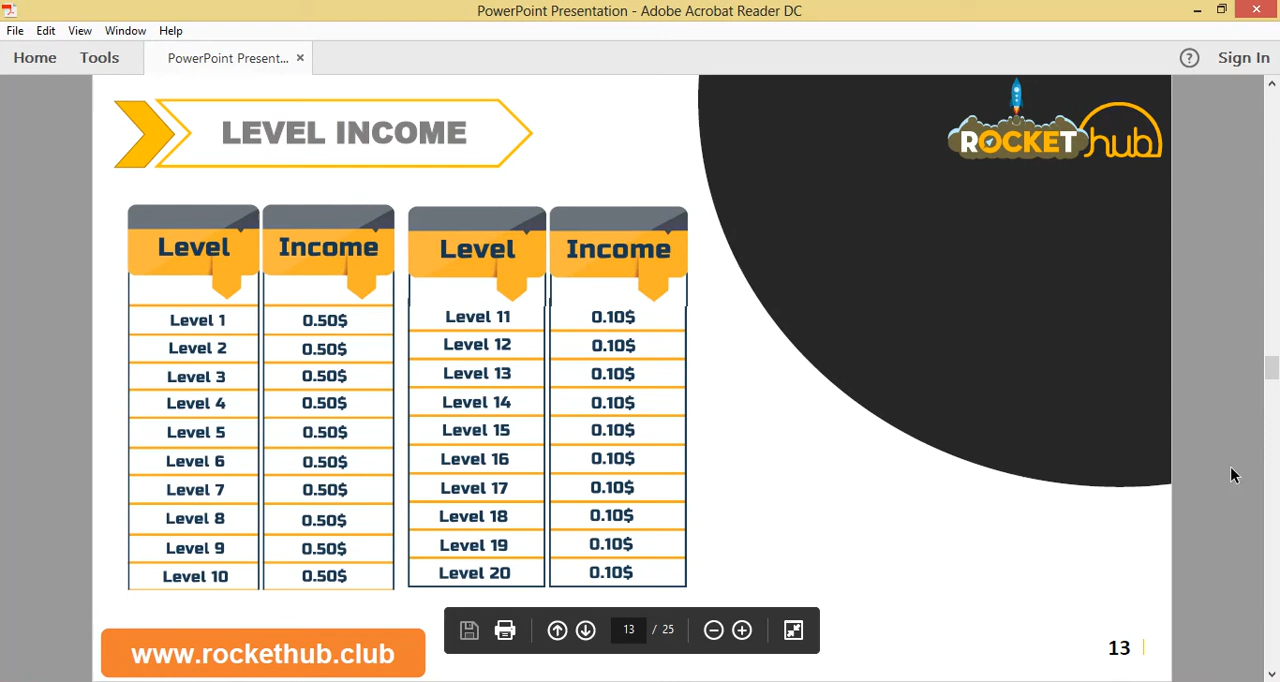 PowerPoint Presentation - Adobe Acrobat Reader DC
File Edit View Window Help
Home Tools PowerPoint Present... × ? Sign In
LEVEL INCOME
ROCKET hub
Level Income Level Income
Level 1 0.50$ Level 11 0.10$
Level 2 0.50$ Level 12 0.10$
Level 3 0.50$ Level 13 0.10$
Level 4 0.50$ Level 14 0.10$
Level 5 0.50$ Level 15 0.10$
Level 6 0.50$ Level 16 0.10$
Level 7 0.50$ Level 17 0.10$
Level 8 0.50$ Level 18 0.10$
Level 9 0.50$ Level 19 0.10$
Level 10 0.50$ Level 20 0.10$
13 / 25
www.rockethub.club
13